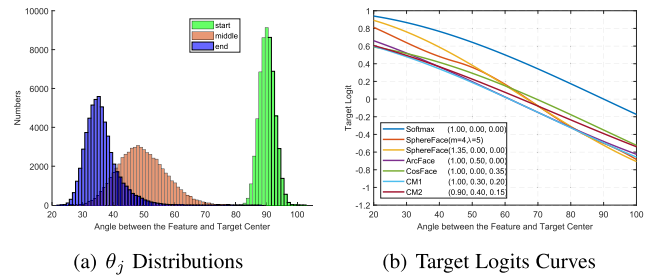 10000
8000
6000
4000
2000
0
Numbers
start
middle
end
20 30 40 50 60 70 80 90 100
Angle between the Feature and Target Center
(a) θj Distributions
1
0.8
0.6
0.4
0.2
0
-0.2
-0.4
-0.6
-0.8
-1
-1.2
Target Logit
Softmax (1.00, 0.00, 0.00)
SphereFace(m=4,λ=5)
SphereFace(1.35, 0.00, 0.00)
ArcFace (1.00, 0.50, 0.00)
CosFace (1.00, 0.00, 0.35)
CM1 (1.00, 0.30, 0.20)
CM2 (0.90, 0.40, 0.15)
20 30 40 50 60 70 80 90 100
Angle between the Feature and Target Center
(b) Target Logits Curves